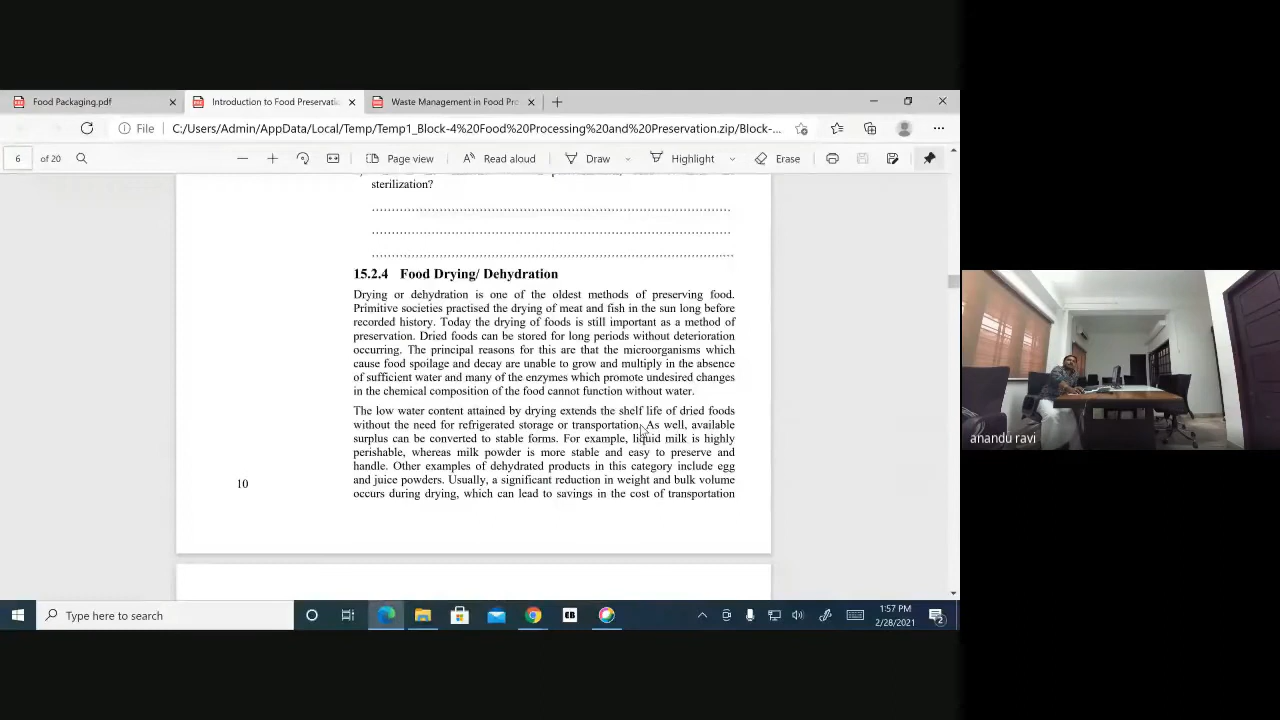 Food Packaging.pdf
Introduction to Food Preservati
Waste Management in Food Pr
File
C:/Users/Admin/AppData/Local/Temp/Temp1_Block-4%20Food%20Processing%20and%20Preservation.zip/Block-...
6 of 20
Page view
Read aloud
Draw
Highlight
Erase
sterilization?
15.2.4 Food Drying/ Dehydration
Drying or dehydration is one of the oldest methods of preserving food.
Primitive societies practised the drying of meat and fish in the sun long before
recorded history. Today the drying of foods is still important as a method of
preservation. Dried foods can be stored for long periods without deterioration
occurring. The principal reasons for this are that the microorganisms which
cause food spoilage and decay are unable to grow and multiply in the absence
of sufficient water and many of the enzymes which promote undesired changes
in the chemical composition of the food cannot function without water.
The low water content attained by drying extends the shelf life of dried foods
without the need for refrigerated storage or transportation. As well, available
surplus can be converted to stable forms. For example, liquid milk is highly
perishable, whereas milk powder is more stable and easy to preserve and
handle. Other examples of dehydrated products in this category include egg
and juice powders. Usually, a significant reduction in weight and bulk volume
occurs during drying, which can lead to savings in the cost of transportation
10
anandu ravi
Type here to search
1:57 PM
2/28/2021
2